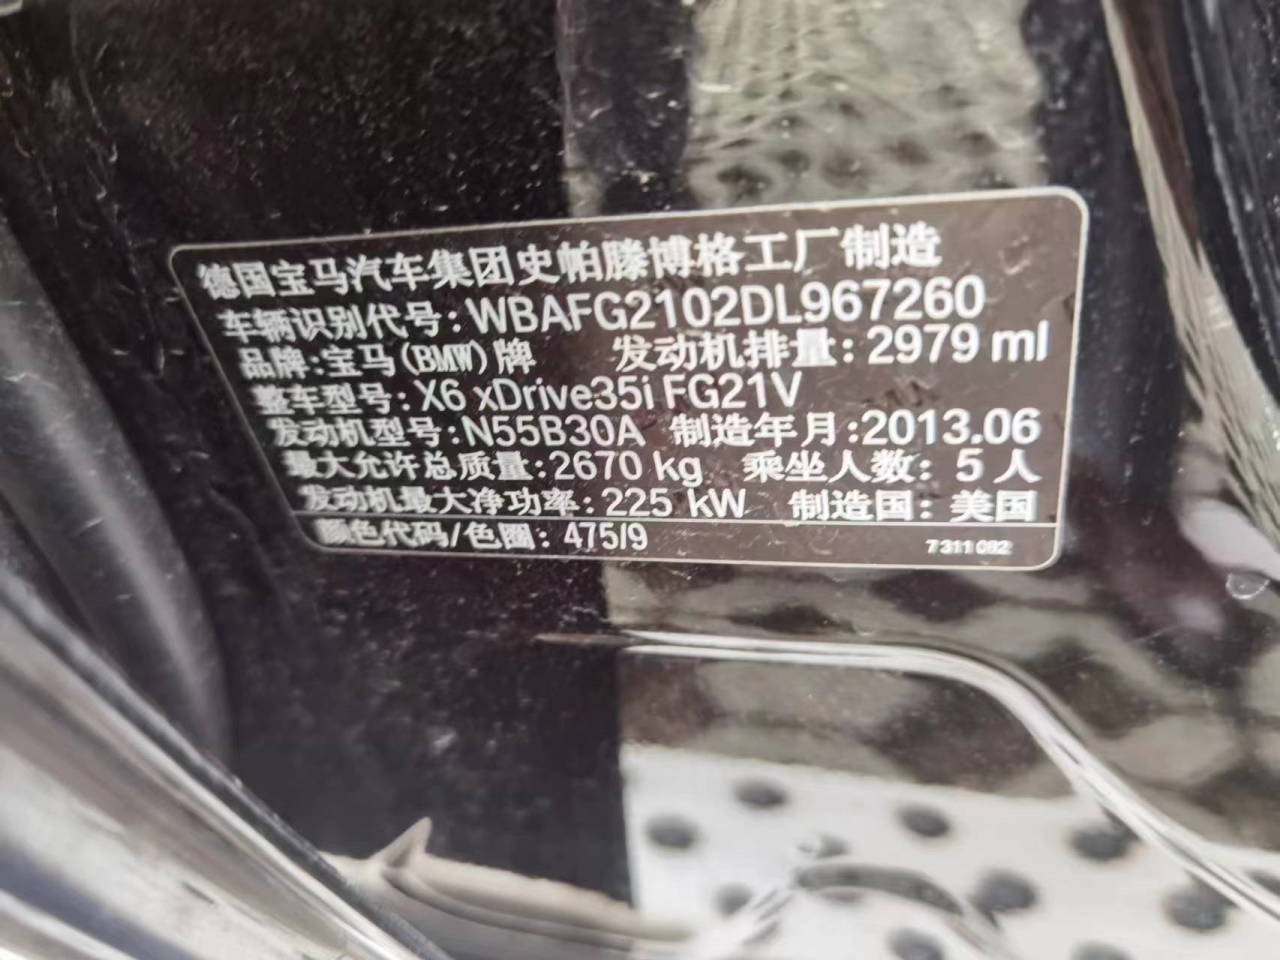 德国宝马汽车集团史帕滕博格工厂制造
车辆识别代号:WBAFG2102DL967260
品牌:宝马(BMW)牌 发动机排量:2979 ml
整车型号:X6 xDrive35i FG21V
发动机型号:N55B30A 制造年月:2013.06
最大允许总质量:2670 kg 乘坐人数:5人
发动机最大净功率:225 kW 制造国:美国
颜色代码/色圈:475/9
7311092